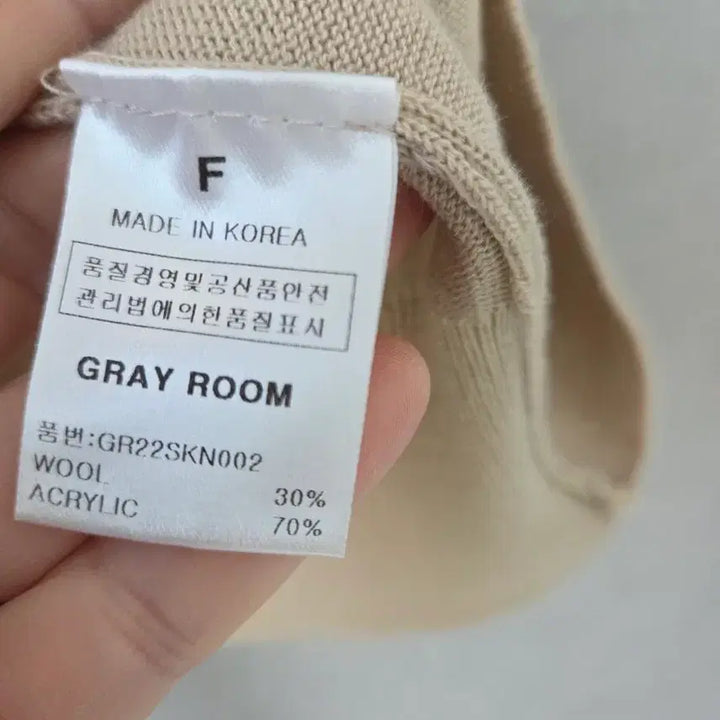 F
MADE IN KOREA
품질경영및공산품안전
관리법에의한품질표시
GRAY ROOM
품번:GR22SKN002
WOOL 30%
ACRYLIC 70%